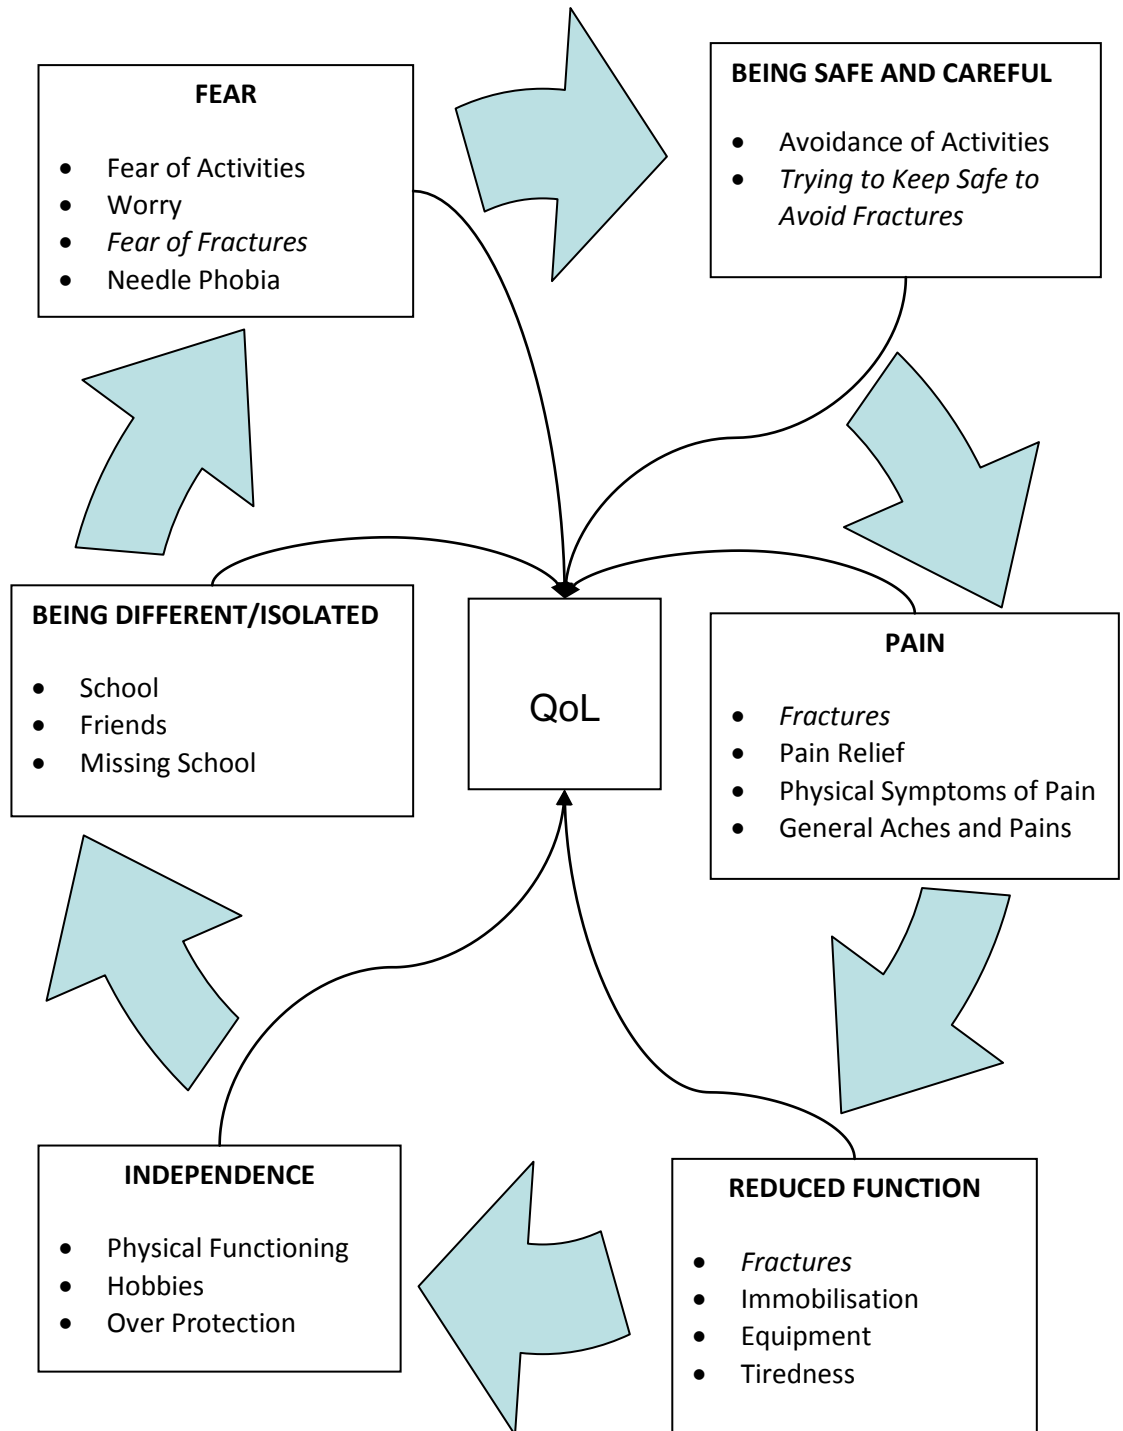 FEAR
• Fear of Activities
• Worry
• Fear of Fractures
• Needle Phobia
BEING SAFE AND CAREFUL
• Avoidance of Activities
• Trying to Keep Safe to
Avoid Fractures
BEING DIFFERENT/ISOLATED
• School
• Friends
• Missing School
QoL
PAIN
• Fractures
• Pain Relief
• Physical Symptoms of Pain
• General Aches and Pains
INDEPENDENCE
• Physical Functioning
• Hobbies
• Over Protection
REDUCED FUNCTION
• Fractures
• Immobilisation
• Equipment
• Tiredness